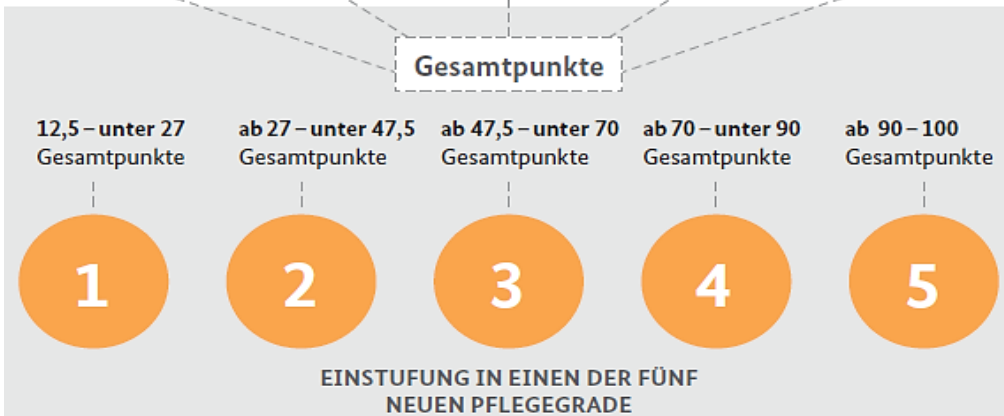 Gesamtpunkte
12,5 – unter 27
Gesamtpunkte
ab 27 – unter 47,5
Gesamtpunkte
ab 47,5 – unter 70
Gesamtpunkte
ab 70 – unter 90
Gesamtpunkte
ab 90 – 100
Gesamtpunkte
1
2
3
4
5
EINSTUFUNG IN EINEN DER FÜNF
NEUEN PFLEGEGRADE